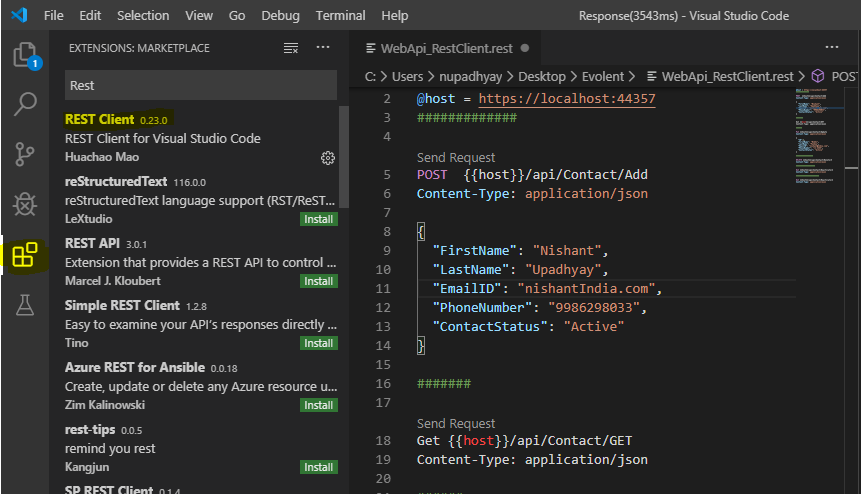 File Edit Selection View Go Debug Terminal Help Response(3543ms) - Visual Studio Code
EXTENSIONS: MARKETPLACE
1
Rest
REST Client 0.23.0
REST Client for Visual Studio Code
Huachao Mao
reStructuredText 116.0.0
reStructuredText language support (RST/ReST...
LeXtudio Install
REST API 3.0.1
Extension that provides a REST API to control ...
Marcel J. Kloubert Install
Simple REST Client 1.2.8
Easy to examine your API's responses directly ...
Tino Install
Azure REST for Ansible 0.0.18
Create, update or delete any Azure resource u...
Zim Kalinowski Install
rest-tips 0.0.5
remind you rest
Kangjun Install
SP REST Client 0.1.4
WebApi_RestClient.rest
C: > Users > nupadhyay > Desktop > Evolent > WebApi_RestClient.rest > POST
2 @host = https://localhost:44357
3 #############
4
Send Request
5 POST  {{host}}/api/Contact/Add
6 Content-Type: application/json
7
8 {
9 "FirstName": "Nishant",
10 "LastName": "Upadhyay",
11 "EmailID": "nishantIndia.com",
12 "PhoneNumber": "9986298033",
13 "ContactStatus": "Active"
14 }
15
16 #######
17
Send Request
18 Get {{host}}/api/Contact/GET
19 Content-Type: application/json
20